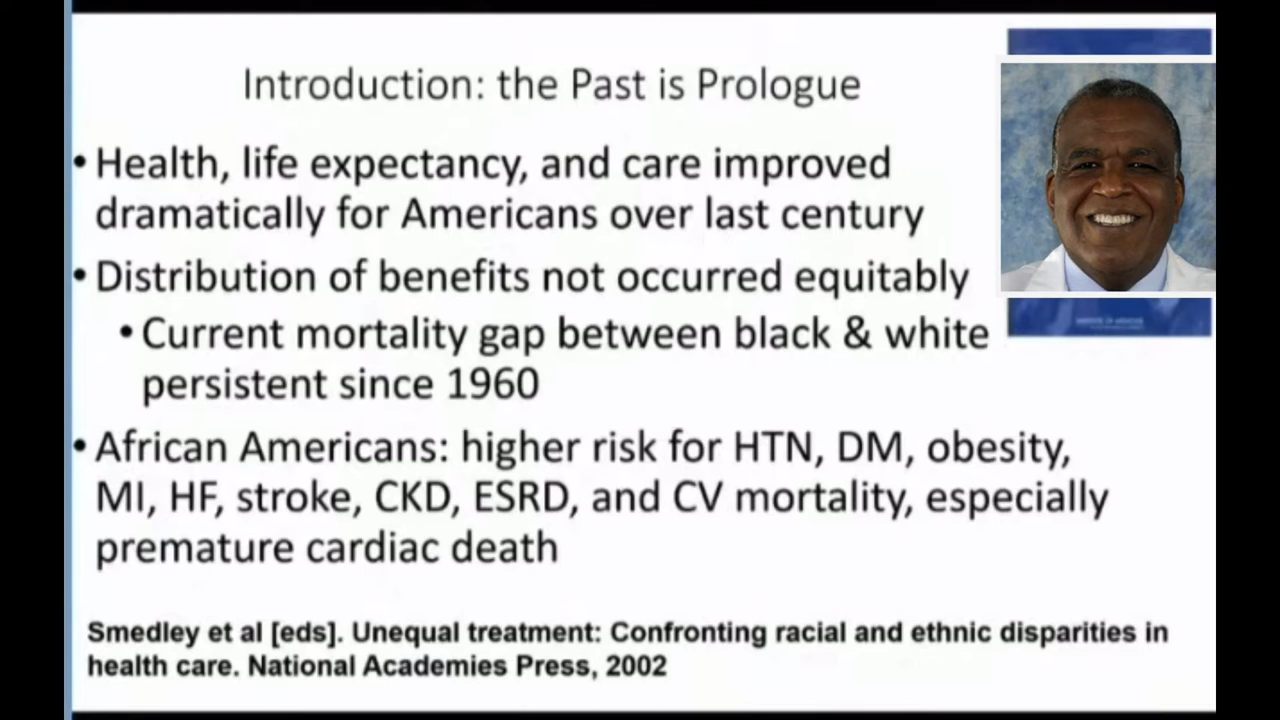 Introduction: the Past is Prologue
• Health, life expectancy, and care improved
dramatically for Americans over last century
• Distribution of benefits not occurred equitably
• Current mortality gap between black & white
persistent since 1960
• African Americans: higher risk for HTN, DM, obesity,
MI, HF, stroke, CKD, ESRD, and CV mortality, especially
premature cardiac death
Smedley et al [eds]. Unequal treatment: Confronting racial and ethnic disparities in
health care. National Academies Press, 2002